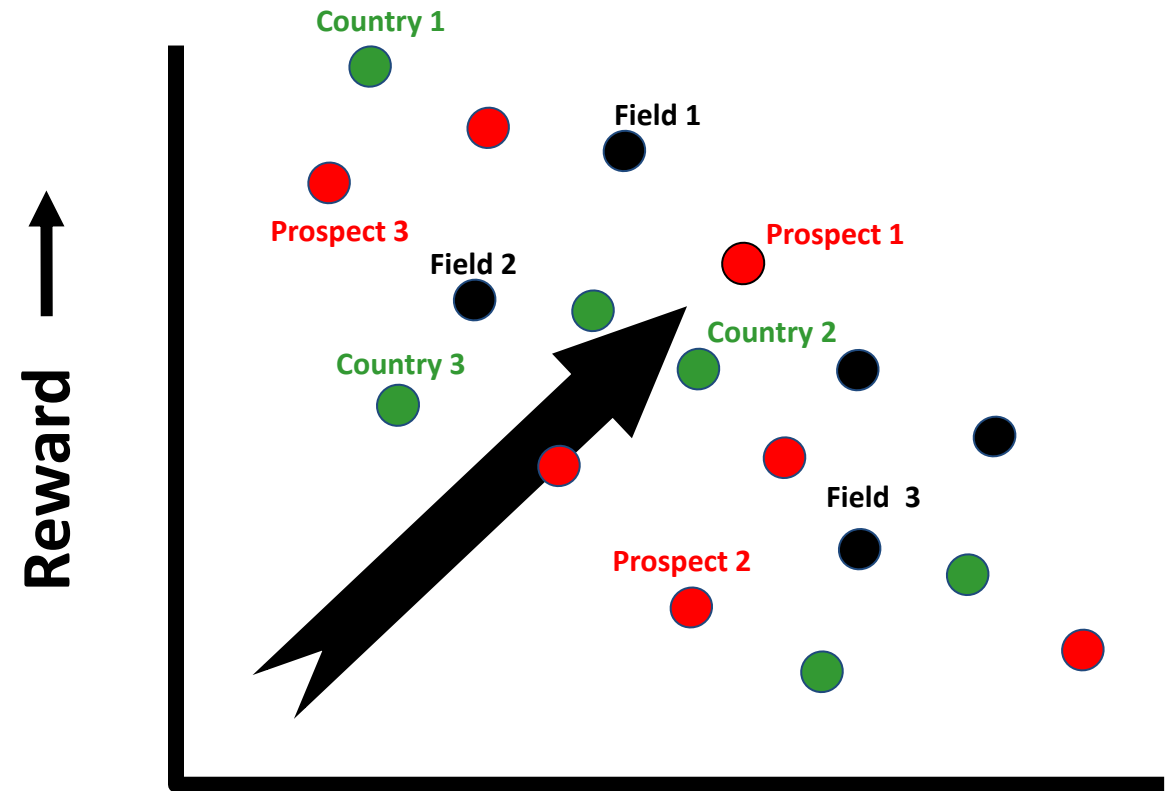 Country 1
Field 1
Prospect 3
Prospect 1
Field 2
Country 2
Country 3
Reward
Field  3
Prospect 2